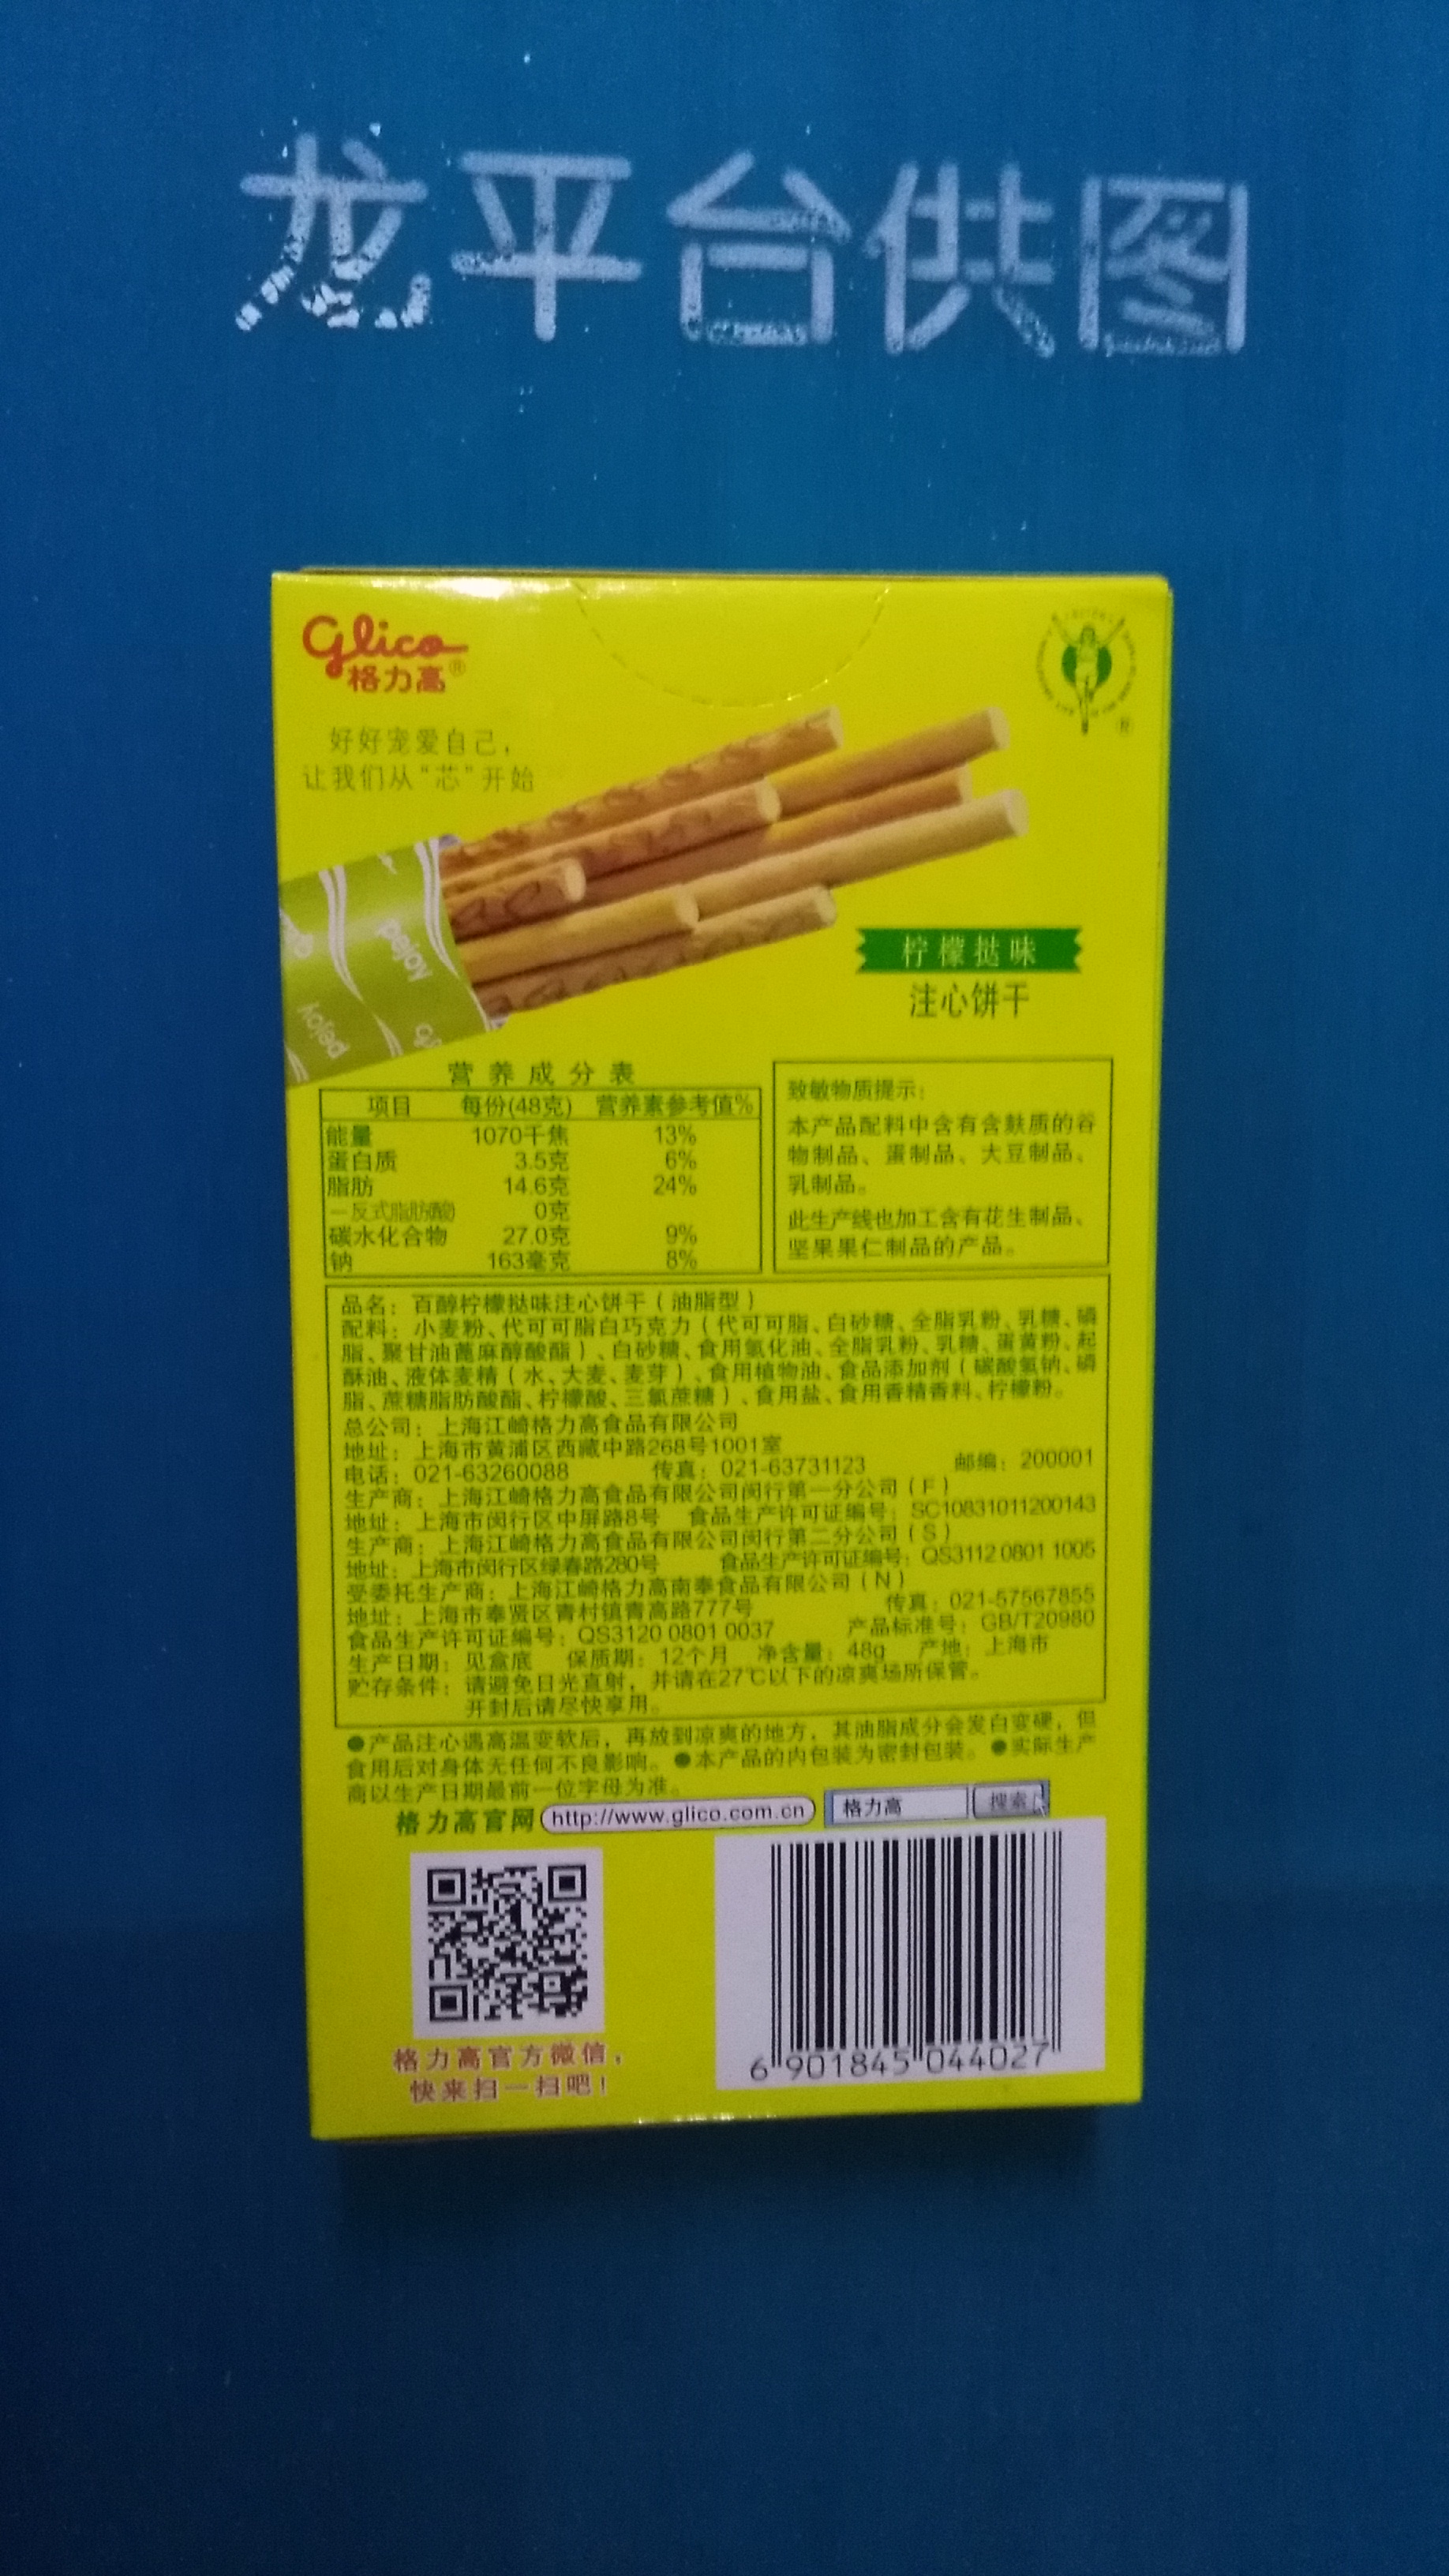 龙平台供图
Glico
格力高®
好好宠爱自己，
让我们从“芯”开始
pejoy
pejoy
柠檬挞味
注心饼干
营养成分表
项目 每份(48克) 营养素参考值%
能量 1070千焦 13%
蛋白质 3.5克 6%
脂肪 14.6克 24%
—反式脂肪酸 0克
碳水化合物 27.0克 9%
钠 163毫克 8%
致敏物质提示：
本产品配料中含有含麸质的谷
物制品、蛋制品、大豆制品、
乳制品。
此生产线也加工含有花生制品、
坚果果仁制品的产品。
品名：百醇柠檬挞味注心饼干（油脂型）
配料：小麦粉、代可可脂白巧克力（代可可脂、白砂糖、全脂乳粉、乳糖、磷
脂、聚甘油蓖麻醇酸酯）、白砂糖、食用氢化油、全脂乳粉、乳糖、蛋黄粉、起
酥油、液体麦精（水、大麦、麦芽）、食用植物油、食品添加剂（碳酸氢钠、磷
脂、蔗糖脂肪酸酯、柠檬酸、三氯蔗糖）、食用盐、食用香精香料、柠檬粉。
总公司：上海江崎格力高食品有限公司
地址：上海市黄浦区西藏中路268号1001室
电话：021-63260088 传真：021-63731123 邮编：200001
生产商：上海江崎格力高食品有限公司闵行第一分公司（F）
地址：上海市闵行区中屏路8号 食品生产许可证编号：SC10831011200143
生产商：上海江崎格力高食品有限公司闵行第二分公司（S）
地址：上海市闵行区绿春路280号 食品生产许可证编号：QS3112 0801 1005
受委托生产商：上海江崎格力高南奉食品有限公司（N）
地址：上海市奉贤区青村镇青高路777号 传真：021-57567855
食品生产许可证编号：QS3120 0801 0037 产品标准号：GB/T20980
生产日期：见盒底 保质期：12个月 净含量：48g 产地：上海市
贮存条件：请避免日光直射，并请在27℃以下的凉爽场所保管。
开封后请尽快享用。
●产品注心遇高温变软后，再放到凉爽的地方，其油脂成分会发白变硬，但
食用后对身体无任何不良影响。●本产品的内包装为密封包装。●实际生产
商以生产日期最前一位字母为准。
格力高官网 http://www.glico.com.cn 格力高 搜索
格力高官方微信，
快来扫一扫吧！
6 901845 044027